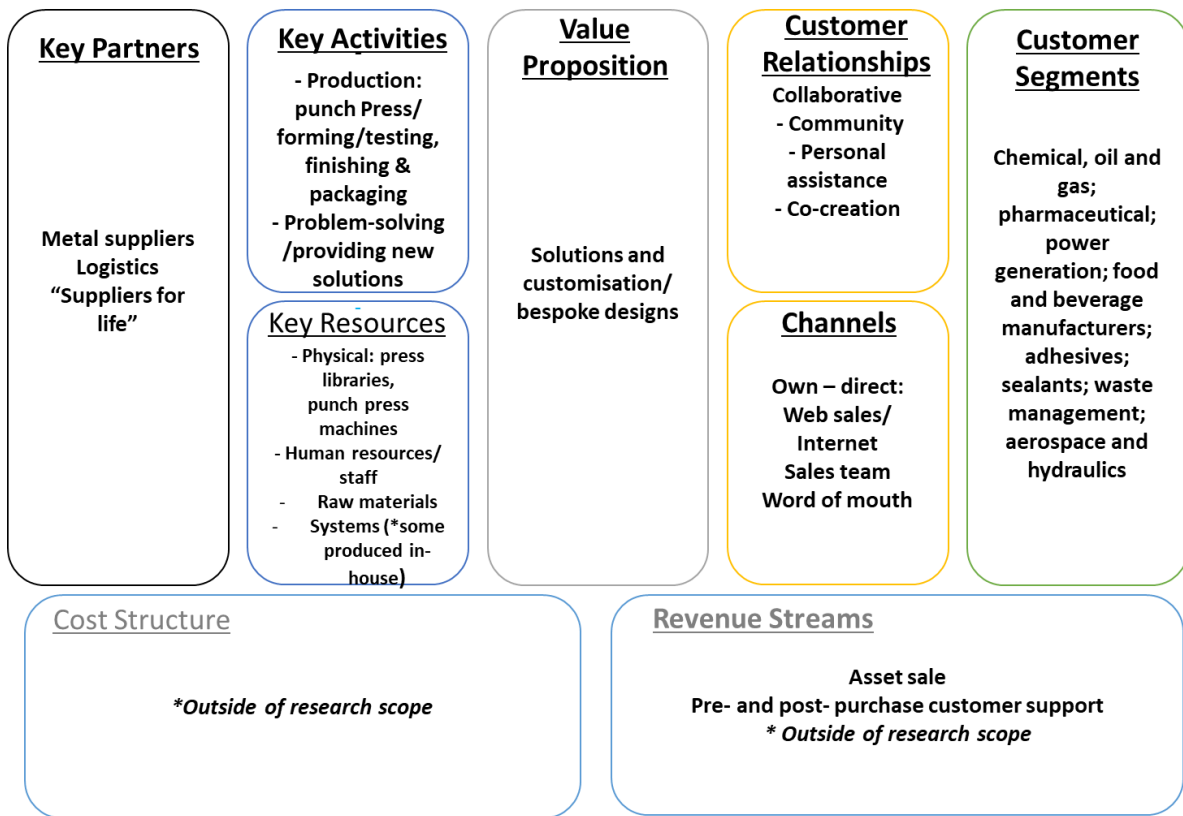 Key Partners
Metal suppliers
Logistics
“Suppliers for
life”
Key Activities
-
- Production:
punch Press/
forming/testing,
finishing &
packaging
- Problem-solving
/providing new
solutions
-
Key Resources
- Physical: press
libraries,
punch press
machines
- Human resources/
staff
- Raw materials
- Systems (*some
produced in-
house)
Value
Proposition
Solutions and
customisation/
bespoke designs
Customer
Relationships
Collaborative
- Community
- Personal
assistance
- Co-creation
Channels
Own – direct:
Web sales/
Internet
Sales team
Word of mouth
Customer
Segments
Chemical, oil and
gas;
pharmaceutical;
power
generation; food
and beverage
manufacturers;
adhesives;
sealants; waste
management;
aerospace and
hydraulics
Cost Structure
*Outside of research scope
Revenue Streams
Asset sale
Pre- and post- purchase customer support
* Outside of research scope